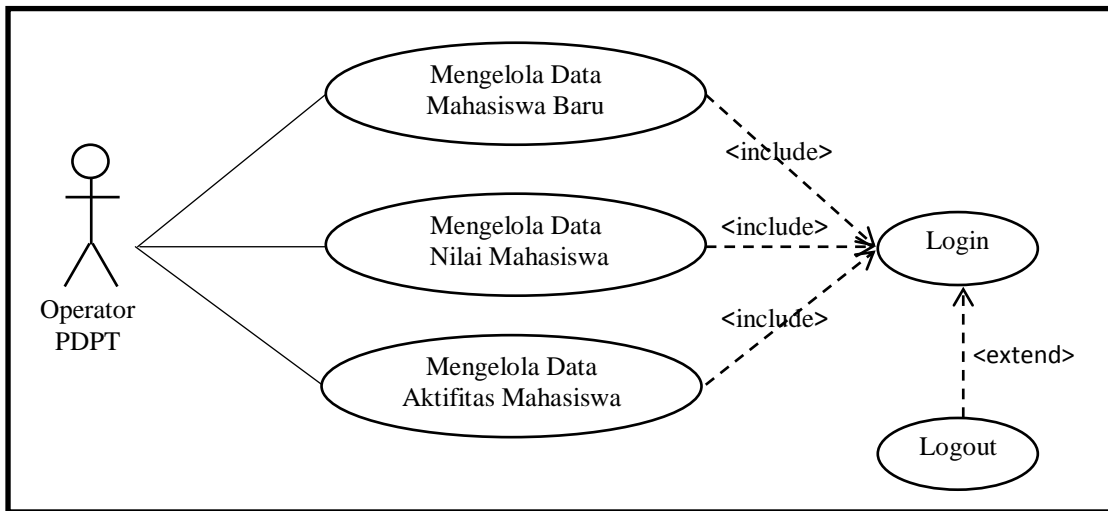 Mengelola Data
Mahasiswa Baru
<include>
Mengelola Data
Nilai Mahasiswa
<include>
Login
Operator
PDPT
<include>
Mengelola Data
Aktifitas Mahasiswa
<extend>
Logout